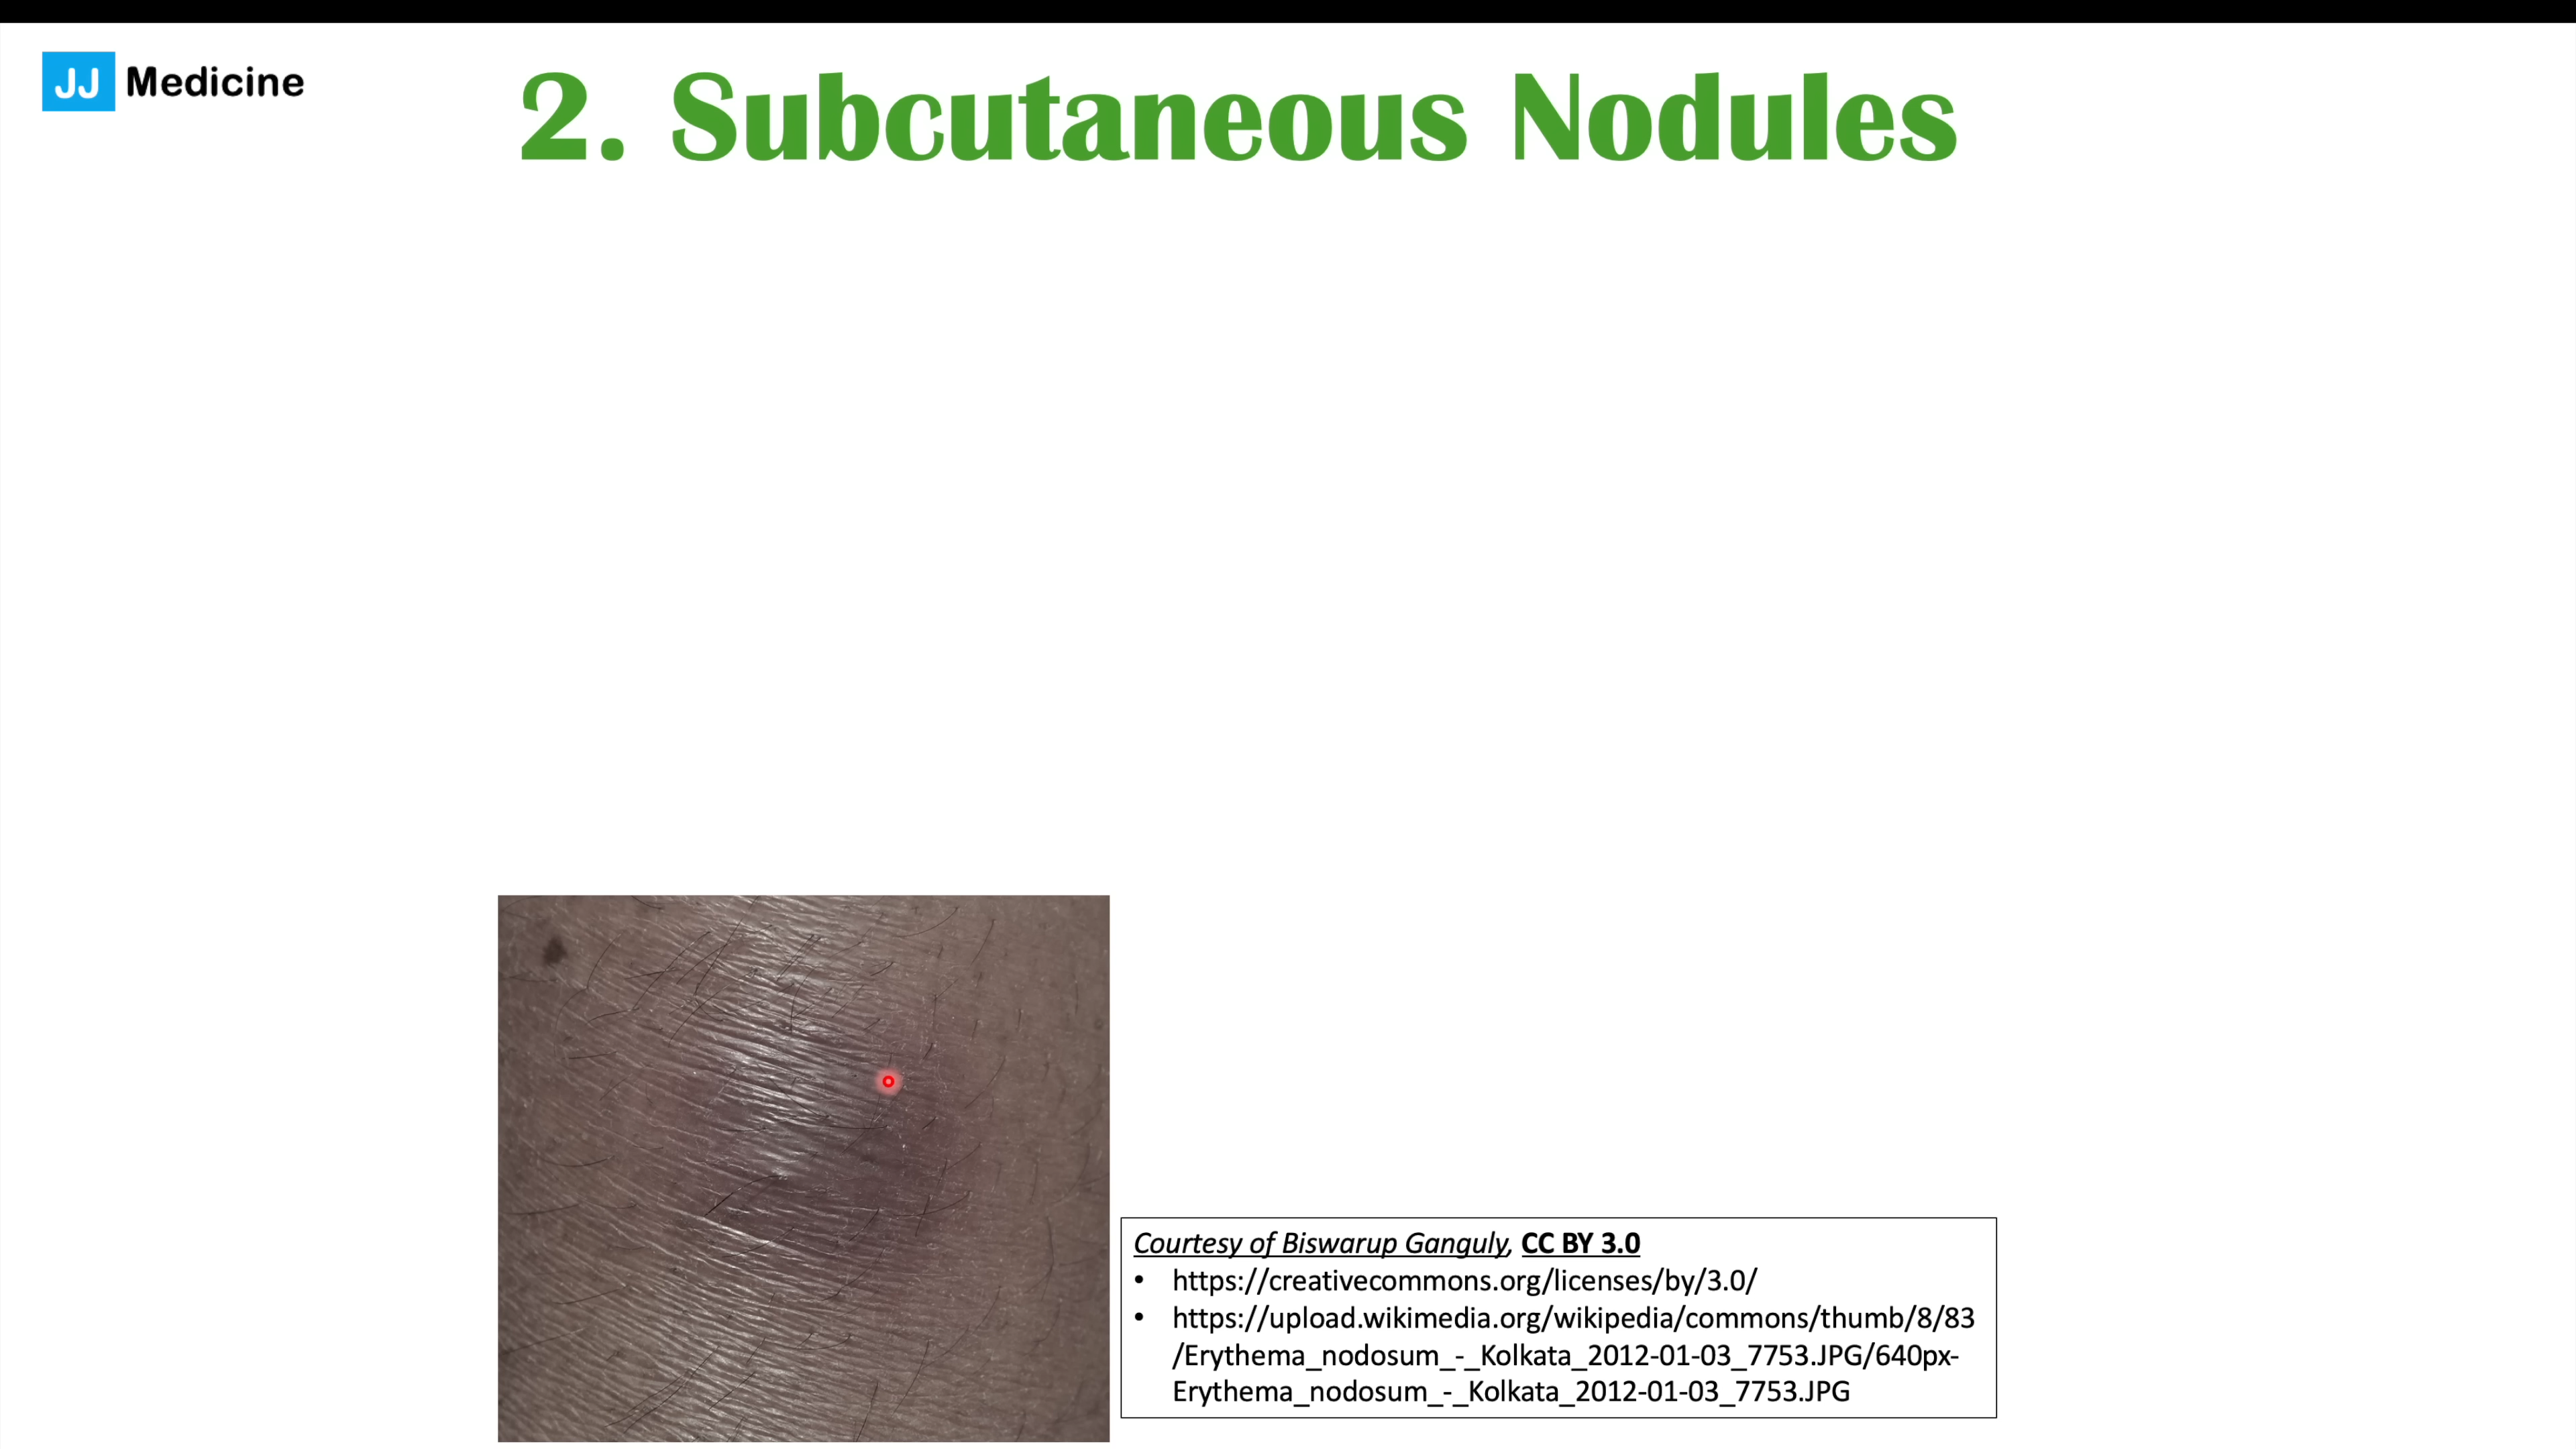 JJ Medicine
2. Subcutaneous Nodules
Courtesy of Biswarup Ganguly, CC BY 3.0
• https://creativecommons.org/licenses/by/3.0/
• https://upload.wikimedia.org/wikipedia/commons/thumb/8/83
/Erythema_nodosum_-_Kolkata_2012-01-03_7753.JPG/640px-
Erythema_nodosum_-_Kolkata_2012-01-03_7753.JPG